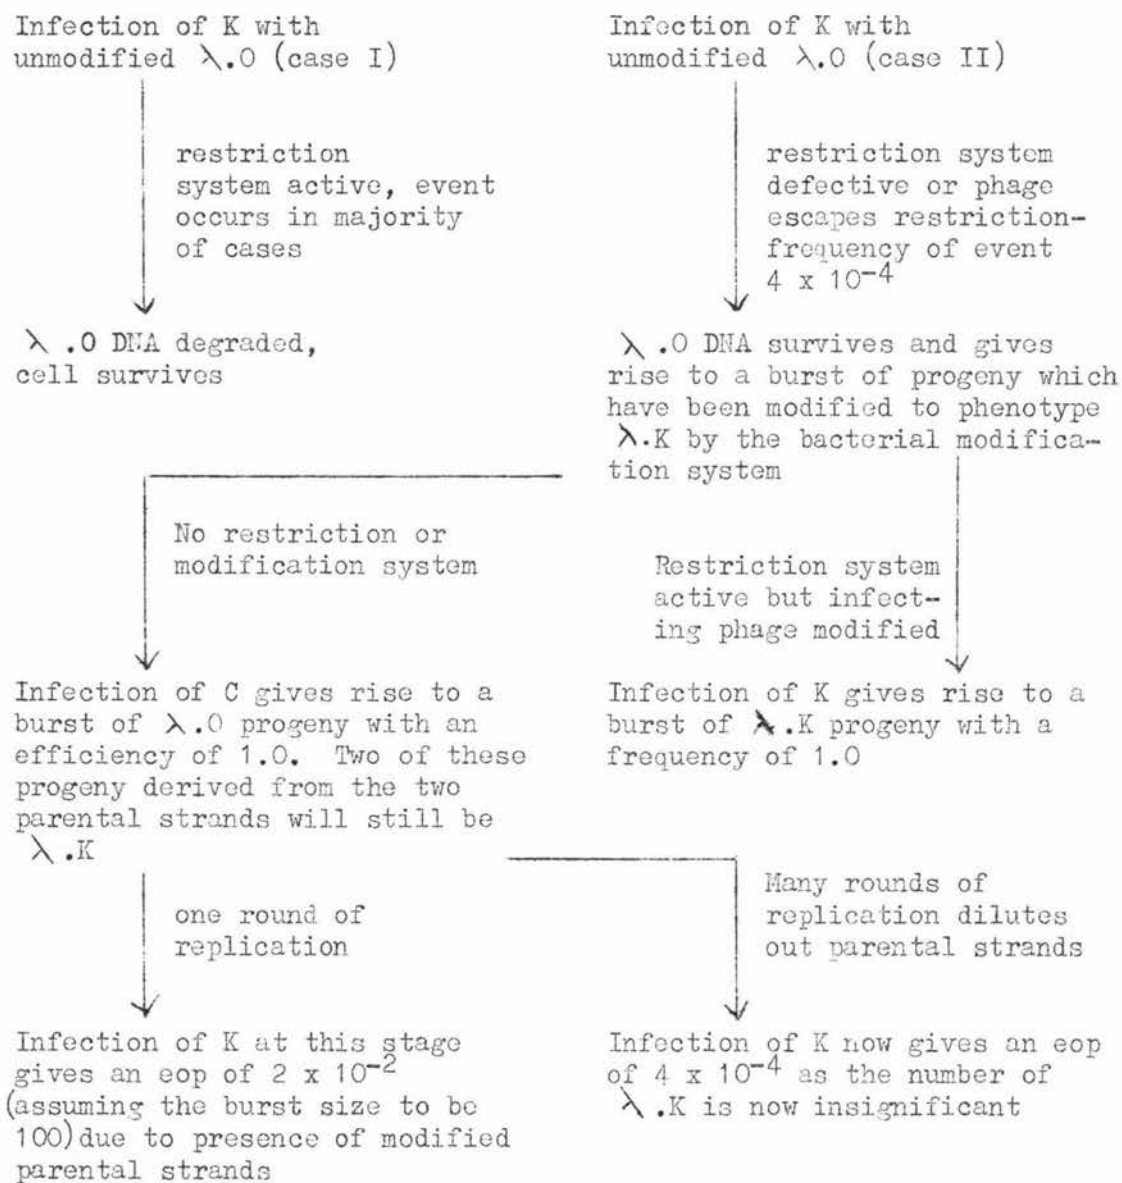 Infection of K with
unmodified λ.O (case I)
restriction
system active, event
occurs in majority
of cases
λ.O DNA degraded,
cell survives
Infection of K with
unmodified λ.O (case II)
restriction system
defective or phage
escapes restriction-
frequency of event
4 x 10⁻⁴
λ.O DNA survives and gives
rise to a burst of progeny which
have been modified to phenotype
λ.K by the bacterial modifica-
tion system
No restriction or
modification system
Restriction system
active but infect-
ing phage modified
Infection of C gives rise to a
burst of λ.O progeny with an
efficiency of 1.0. Two of these
progeny derived from the two
parental strands will still be
λ.K
Infection of K gives rise to a
burst of λ.K progeny with a
frequency of 1.0
one round of
replication
Many rounds of
replication dilutes
out parental strands
Infection of K at this stage
gives an eop of 2 x 10⁻²
(assuming the burst size to be
100) due to presence of modified
parental strands
Infection of K now gives an eop
of 4 x 10⁻⁴ as the number of
λ.K is now insignificant